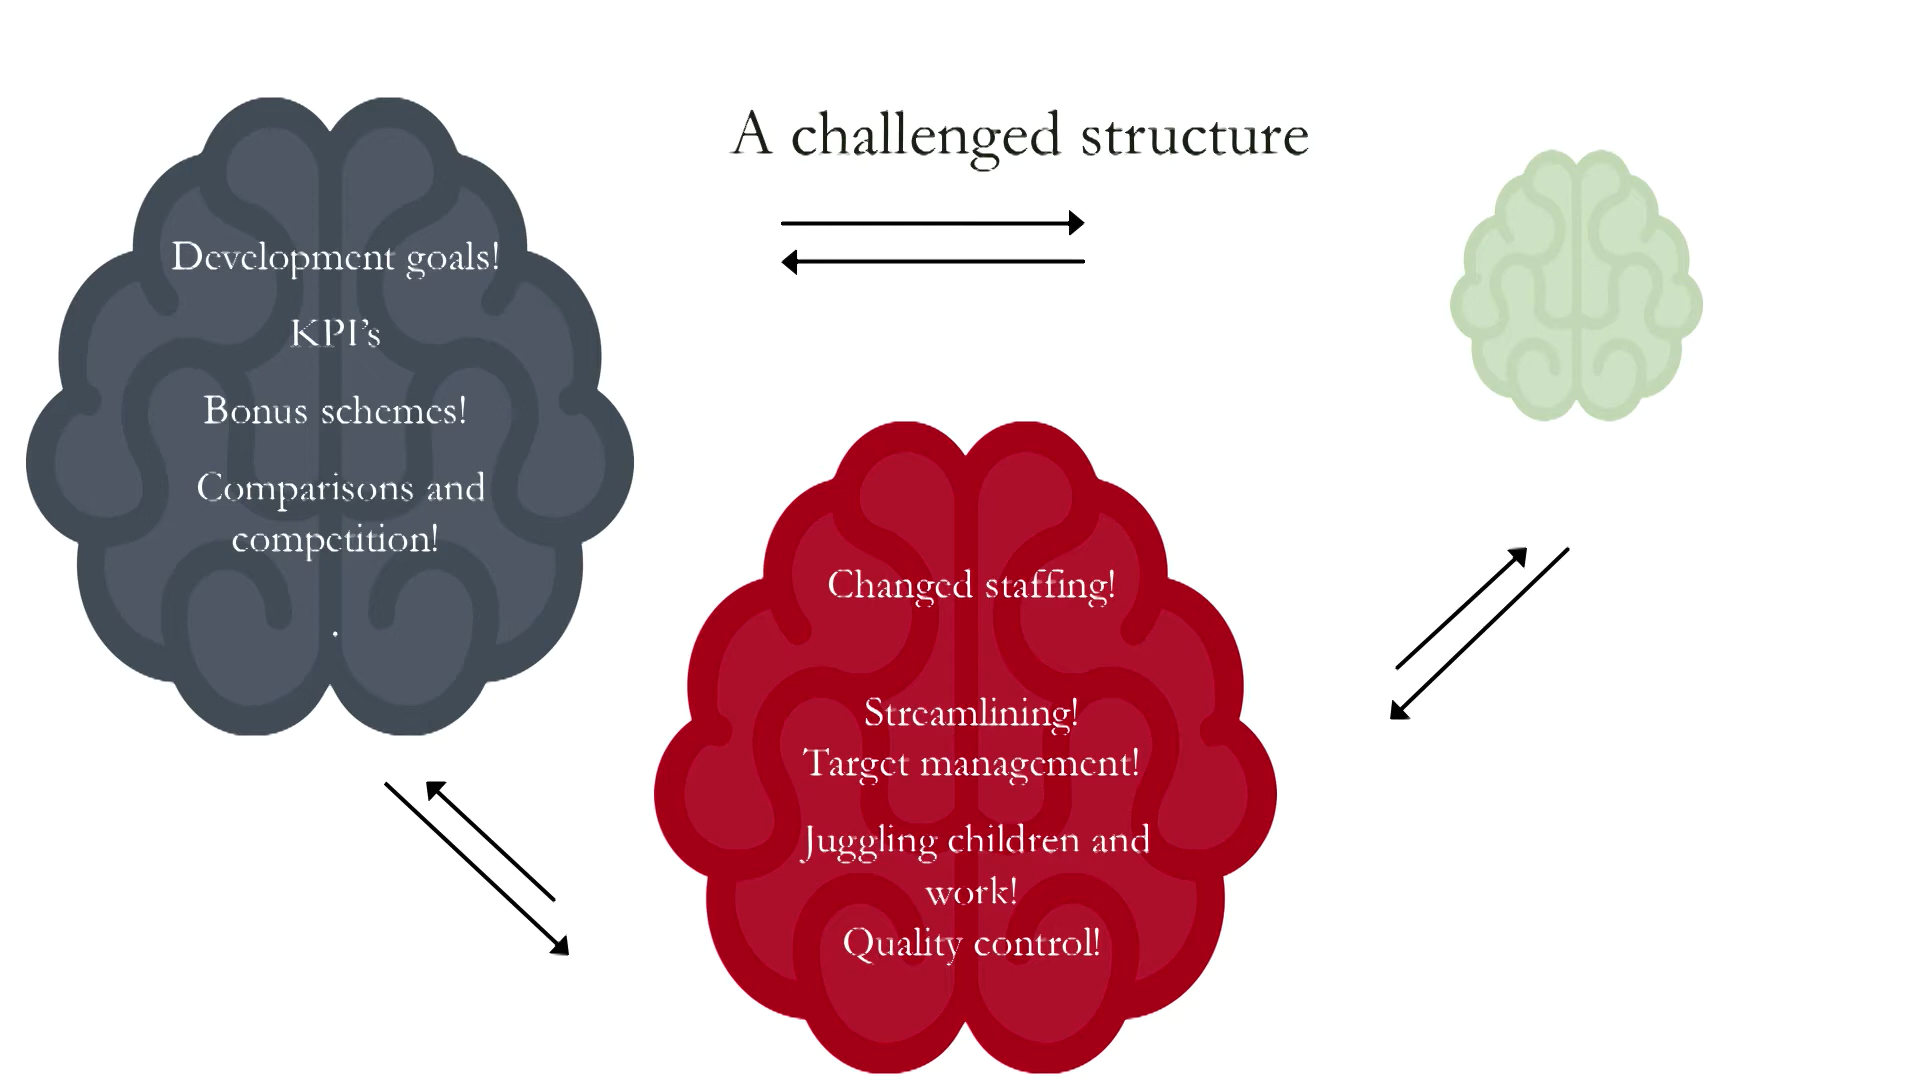 A challenged structure
Development goals!
KPI's
Bonus schemes!
Comparisons and
competition!
.
Changed staffing!
Streamlining!
Target management!
Juggling children and
work!
Quality control!